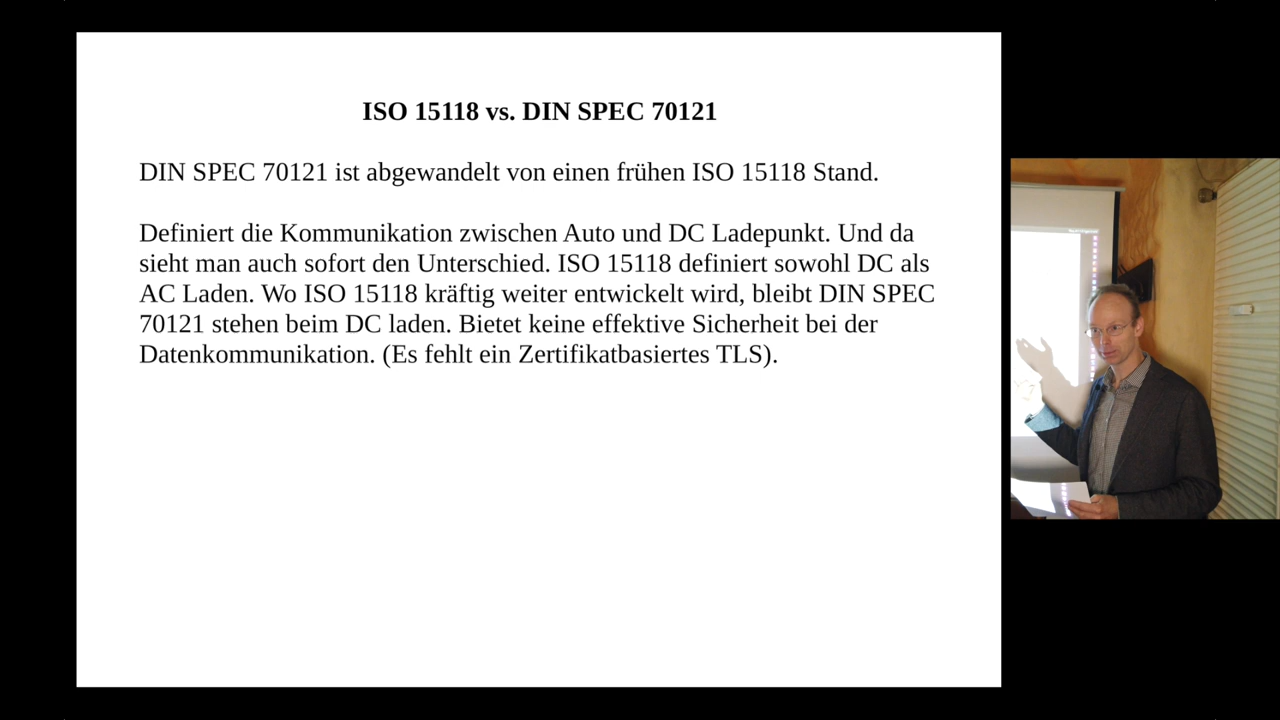 ISO 15118 vs. DIN SPEC 70121
DIN SPEC 70121 ist abgewandelt von einen frühen ISO 15118 Stand.
Definiert die Kommunikation zwischen Auto und DC Ladepunkt. Und da
sieht man auch sofort den Unterschied. ISO 15118 definiert sowohl DC als
AC Laden. Wo ISO 15118 kräftig weiter entwickelt wird, bleibt DIN SPEC
70121 stehen beim DC laden. Bietet keine effektive Sicherheit bei der
Datenkommunikation. (Es fehlt ein Zertifikatbasiertes TLS).